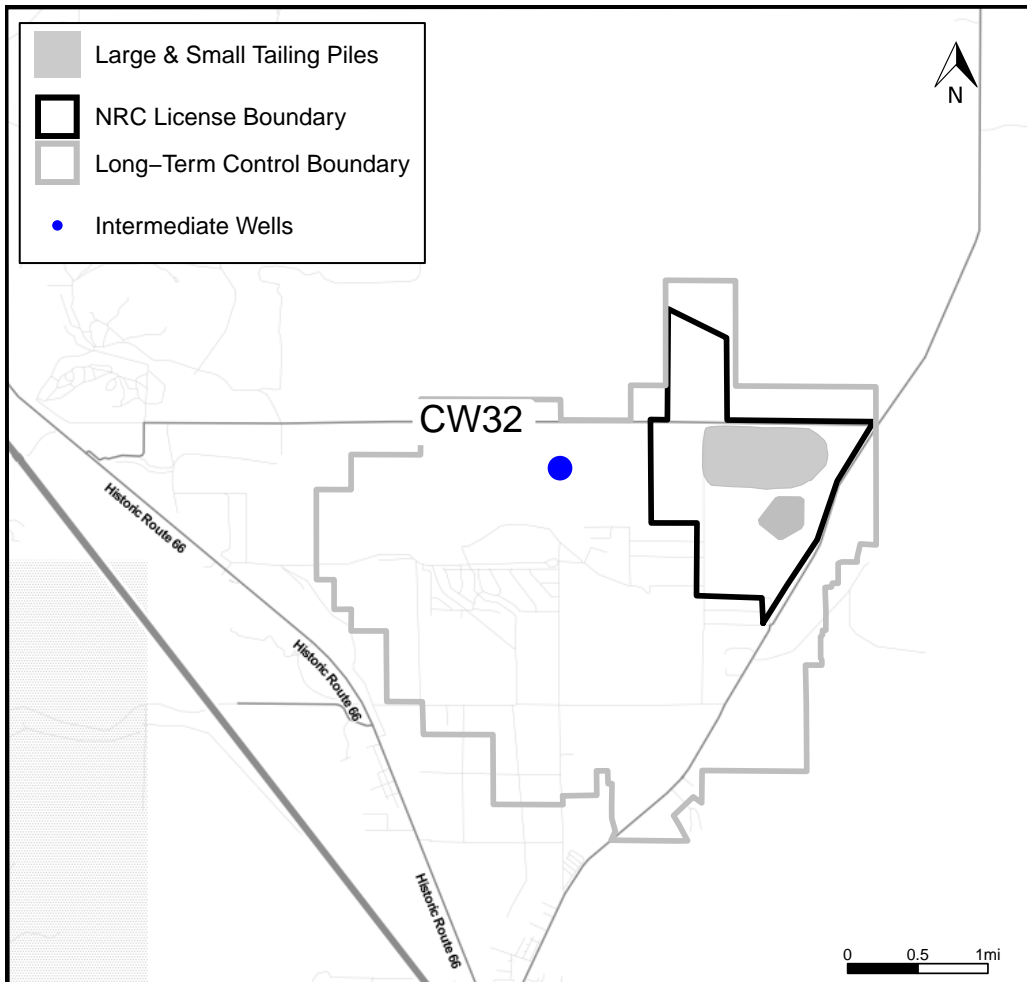 Large & Small Tailing Piles
NRC License Boundary
Long−Term Control Boundary
Intermediate Wells
N
CW32
Historic Route 66
Historic Route 66
Historic Route 66
0 0.5 1mi